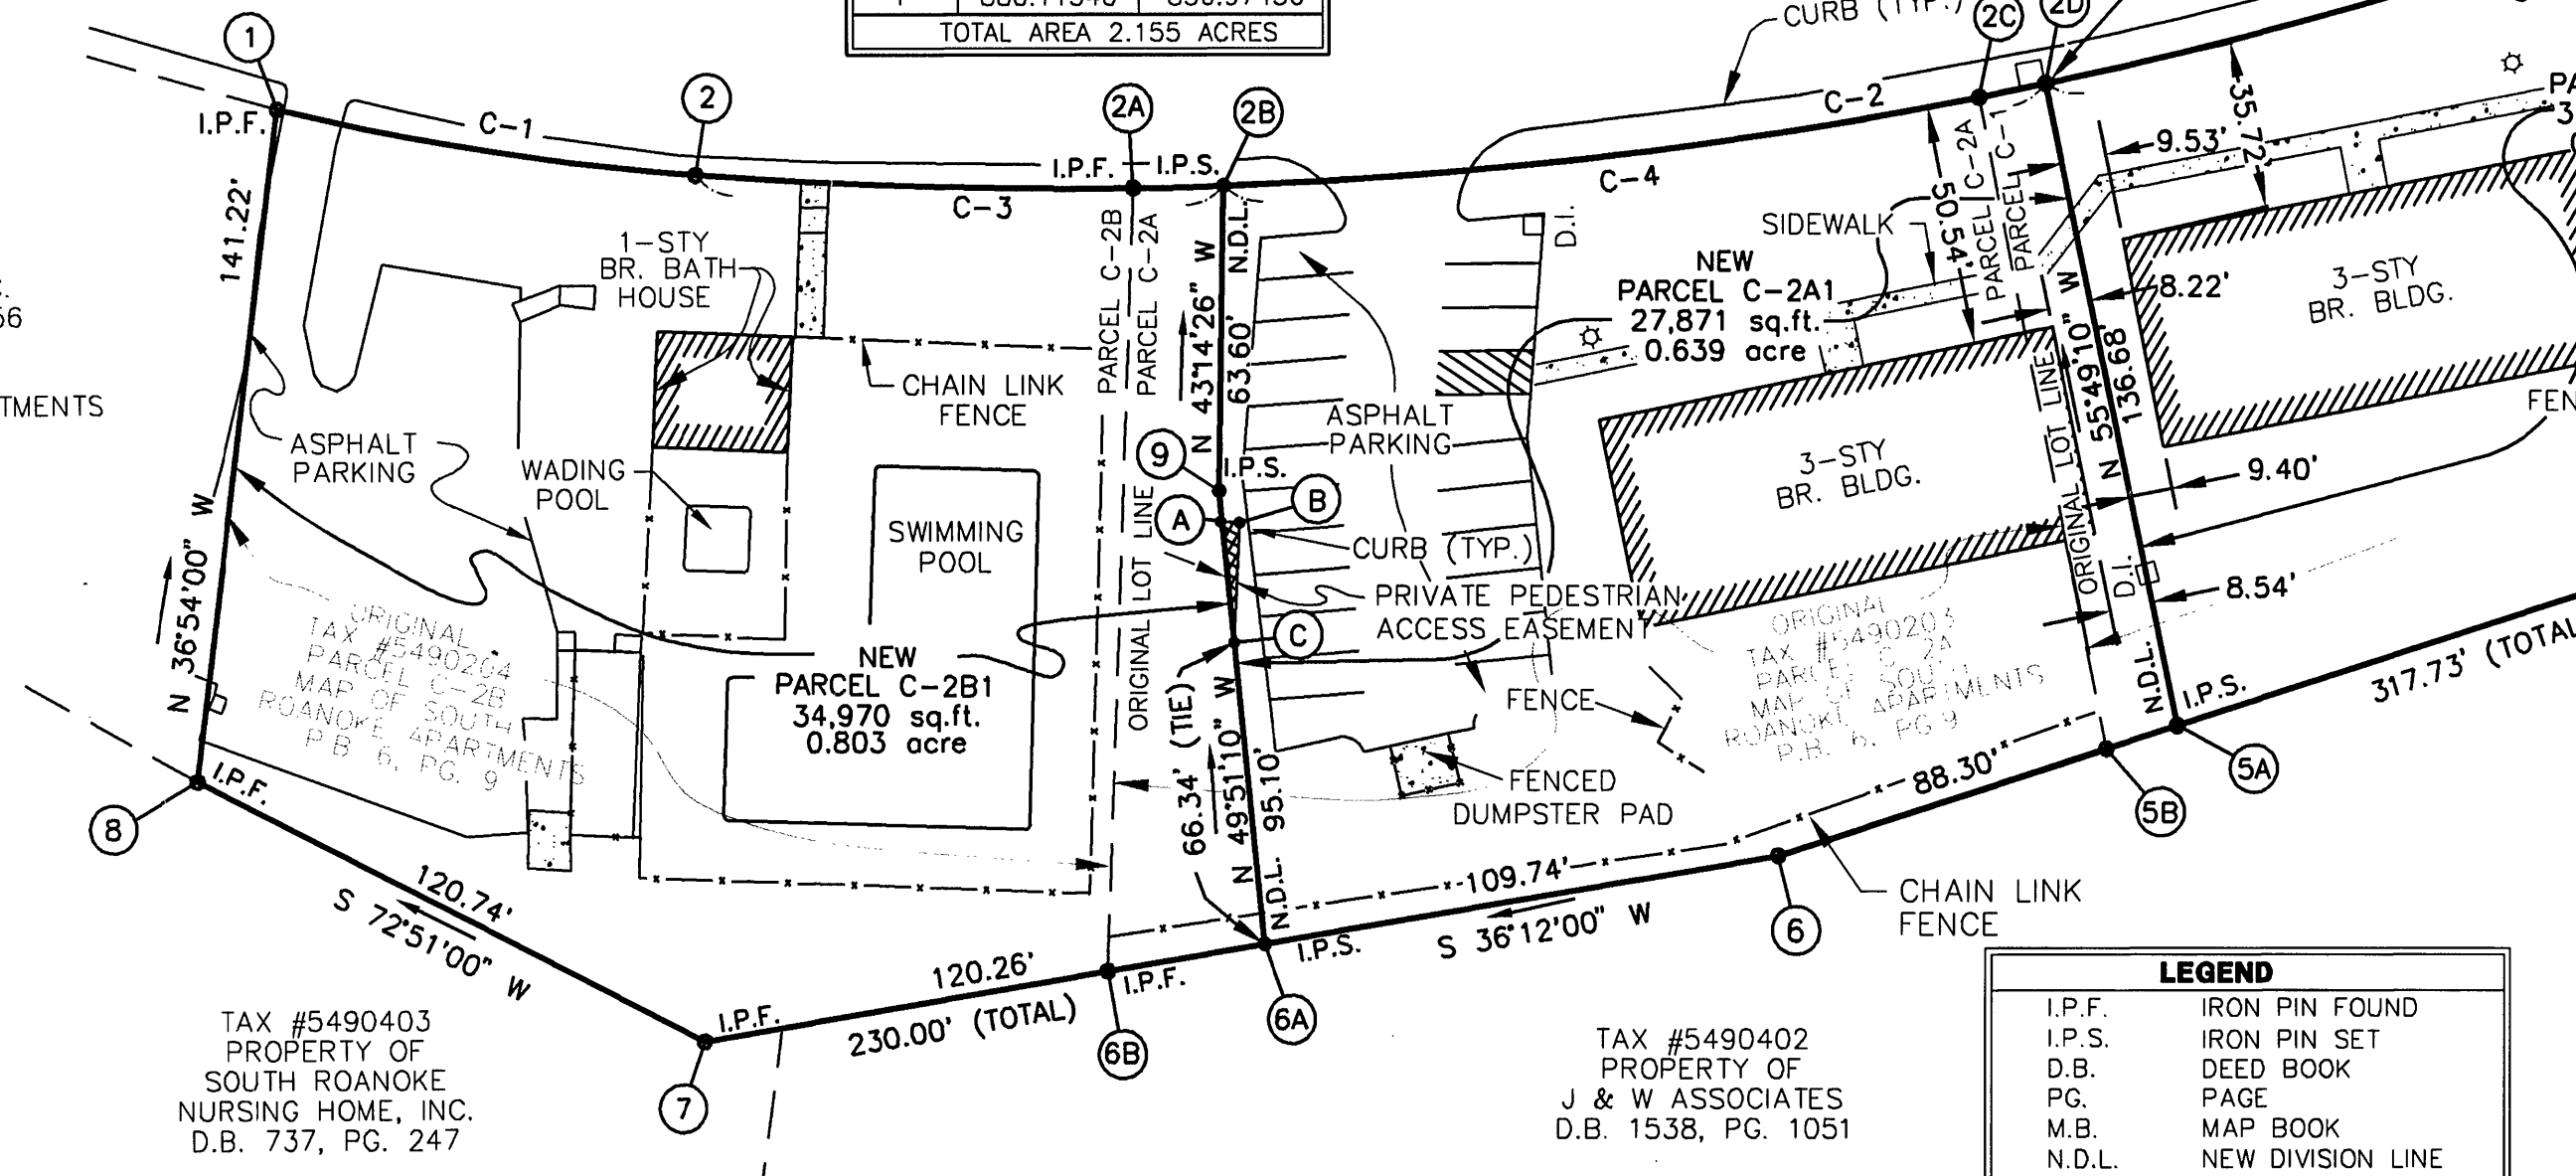 TOTAL AREA 2.155 ACRES
CURB (TYP.)
2C
2D
1
I.P.F.
C-1
2
2A
2B
I.P.F.
I.P.S.
C-3
C-2
C-4
35.72'
9.53'
8.22'
9.40'
8.54'
141.22'
N 36°54'00" W
1-STY
BR. BATH
HOUSE
CHAIN LINK
FENCE
PARCEL C-2B
PARCEL C-2A
ORIGINAL LOT LINE
N 43°14'26" W
N.D.L.
63.60'
D.I.
SIDEWALK
50.54'
PARCEL C-2A
PARCEL C-1
NEW
PARCEL C-2A1
27,871 sq.ft.
0.639 acre
3-STY
BR. BLDG.
3-STY
BR. BLDG.
ORIGINAL LOT LINE
N 55°49'10" W
136.68'
ORIGINAL LOT LINE
D.I.
N.D.L.
TMENTS
FEN
ASPHALT
PARKING
WADING
POOL
SWIMMING
POOL
ASPHALT
PARKING
9
I.P.S.
A
B
CURB (TYP.)
PRIVATE PEDESTRIAN
ACCESS EASEMENT
C
66.34' (TIE)
N 49°51'10" W
95.10'
N.D.L.
NEW
PARCEL C-2B1
34,970 sq.ft.
0.803 acre
ORIGINAL
TAX #5490204
PARCEL C-2B
MAP OF SOUTH
ROANOKE APARTMENTS
P.B. 6, PG. 9
ORIGINAL
TAX #5490203
PARCEL C-2A
MAP OF SOU
ROANOKE APARTMENTS
P.B. 6, PG 9
FENCE
FENCED
DUMPSTER PAD
317.73' (TOTAL
I.P.S.
5A
5B
88.30'
6
CHAIN LINK
FENCE
109.74'
S 36°12'00" W
I.P.S.
6A
I.P.F.
6B
120.26'
230.00' (TOTAL)
I.P.F.
7
8
I.P.F.
120.74'
S 72°51'00" W
TAX #5490403
PROPERTY OF
SOUTH ROANOKE
NURSING HOME, INC.
D.B. 737, PG. 247
TAX #5490402
PROPERTY OF
J & W ASSOCIATES
D.B. 1538, PG. 1051
LEGEND
I.P.F. IRON PIN FOUND
I.P.S. IRON PIN SET
D.B. DEED BOOK
PG. PAGE
M.B. MAP BOOK
N.D.L. NEW DIVISION LINE